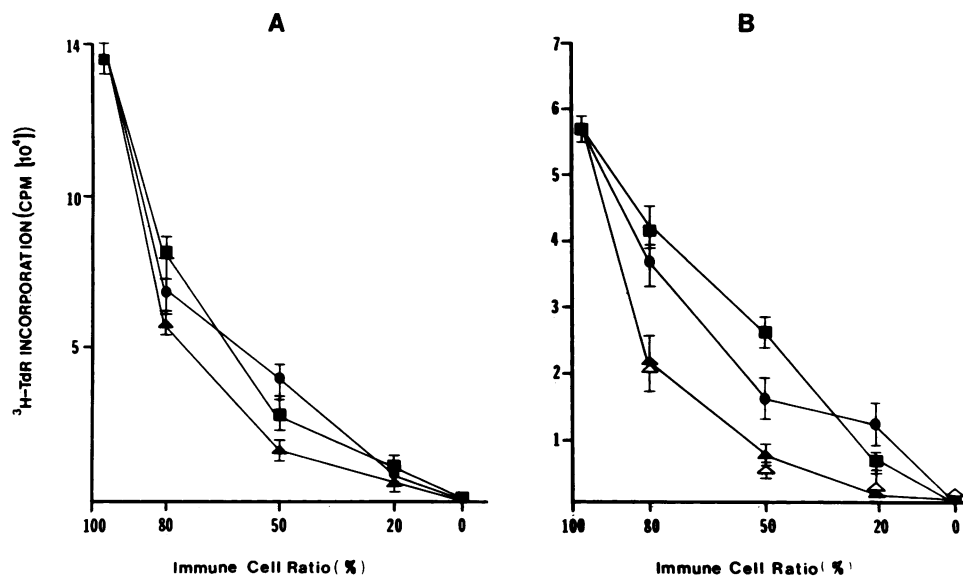 A
B
³H-TdR INCORPORATION (CPM [10⁴])
14
10
5
100 80 50 20 0
Immune Cell Ratio (%)
7
6
5
4
3
2
1
100 80 50 20 0
Immune Cell Ratio (%)